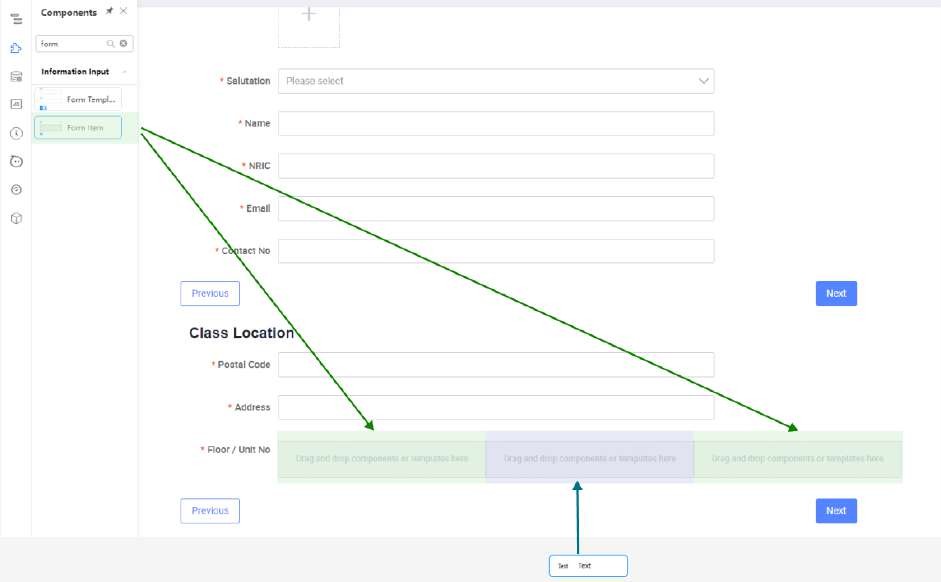 Components
form
Information Input
Form Templ...
Form Item
* Salutation
Please select
* Name
* NRIC
* Email
* Contact No
Previous
Next
Class Location
* Postal Code
* Address
* Floor / Unit No
Drag and drop components or templates here
Drag and drop components or templates here
Drag and drop components or templates here
Previous
Next
Text Text